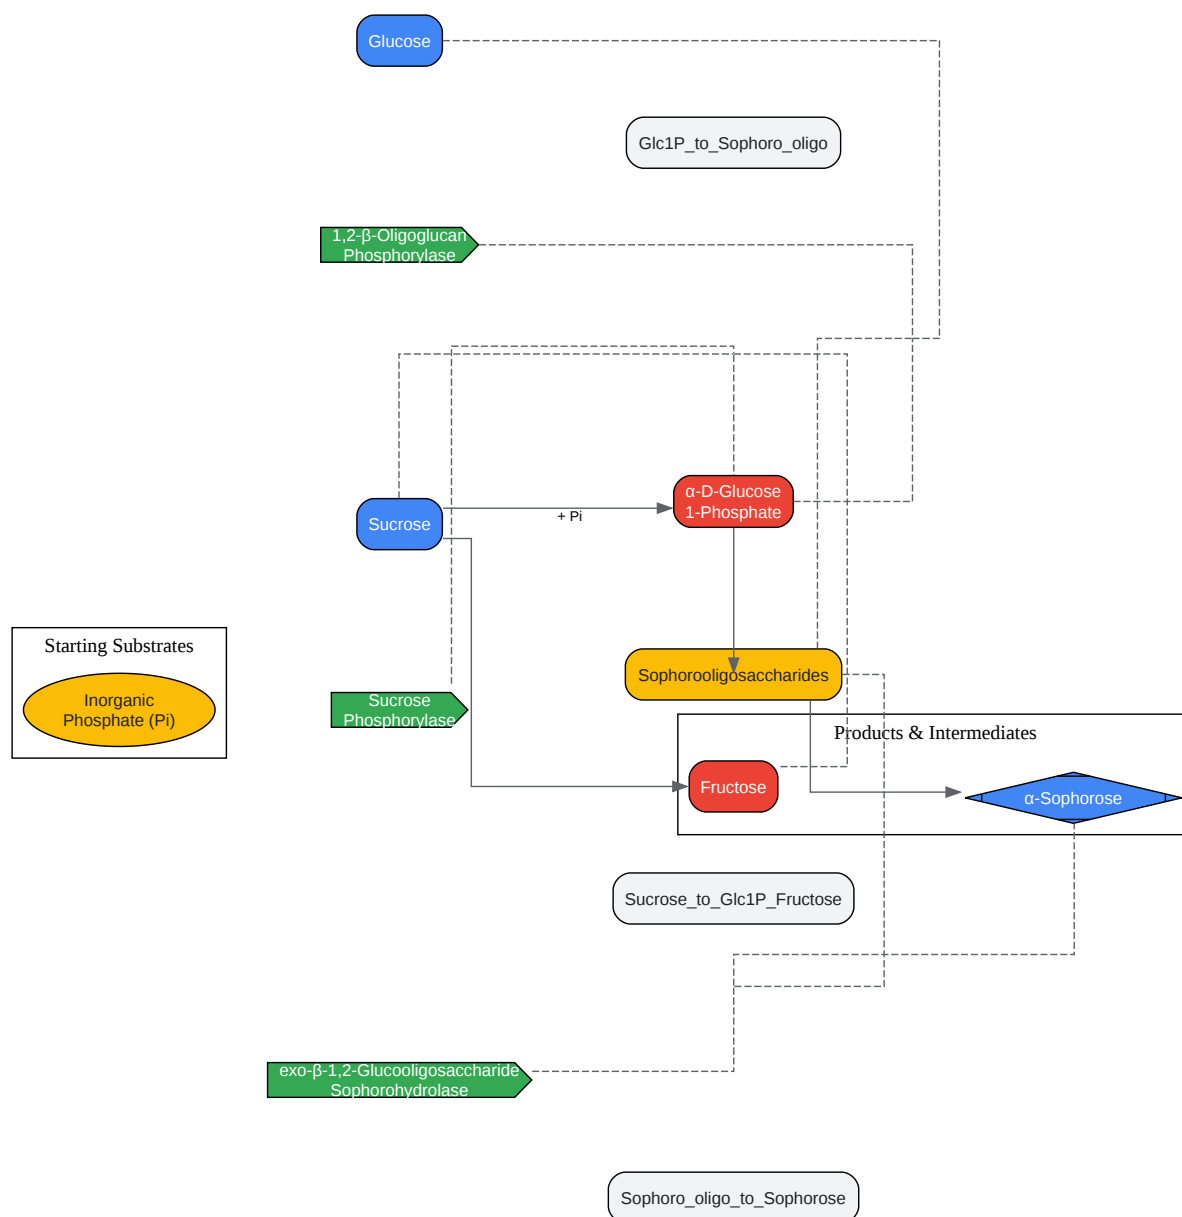 Glucose
Glc1P_to_Sophoro_oligo
1,2-β-Oligoglucan
Phosphorylase
α-D-Glucose
1-Phosphate
Sucrose
+ Pi
Starting Substrates
Inorganic
Phosphate (Pi)
Sophorooligosaccharides
Sucrose
Phosphorylase
Products & Intermediates
Fructose
α-Sophorose
Sucrose_to_Glc1P_Fructose
exo-β-1,2-Glucooligosaccharide
Sophorohydrolase
Sophoro_oligo_to_Sophorose